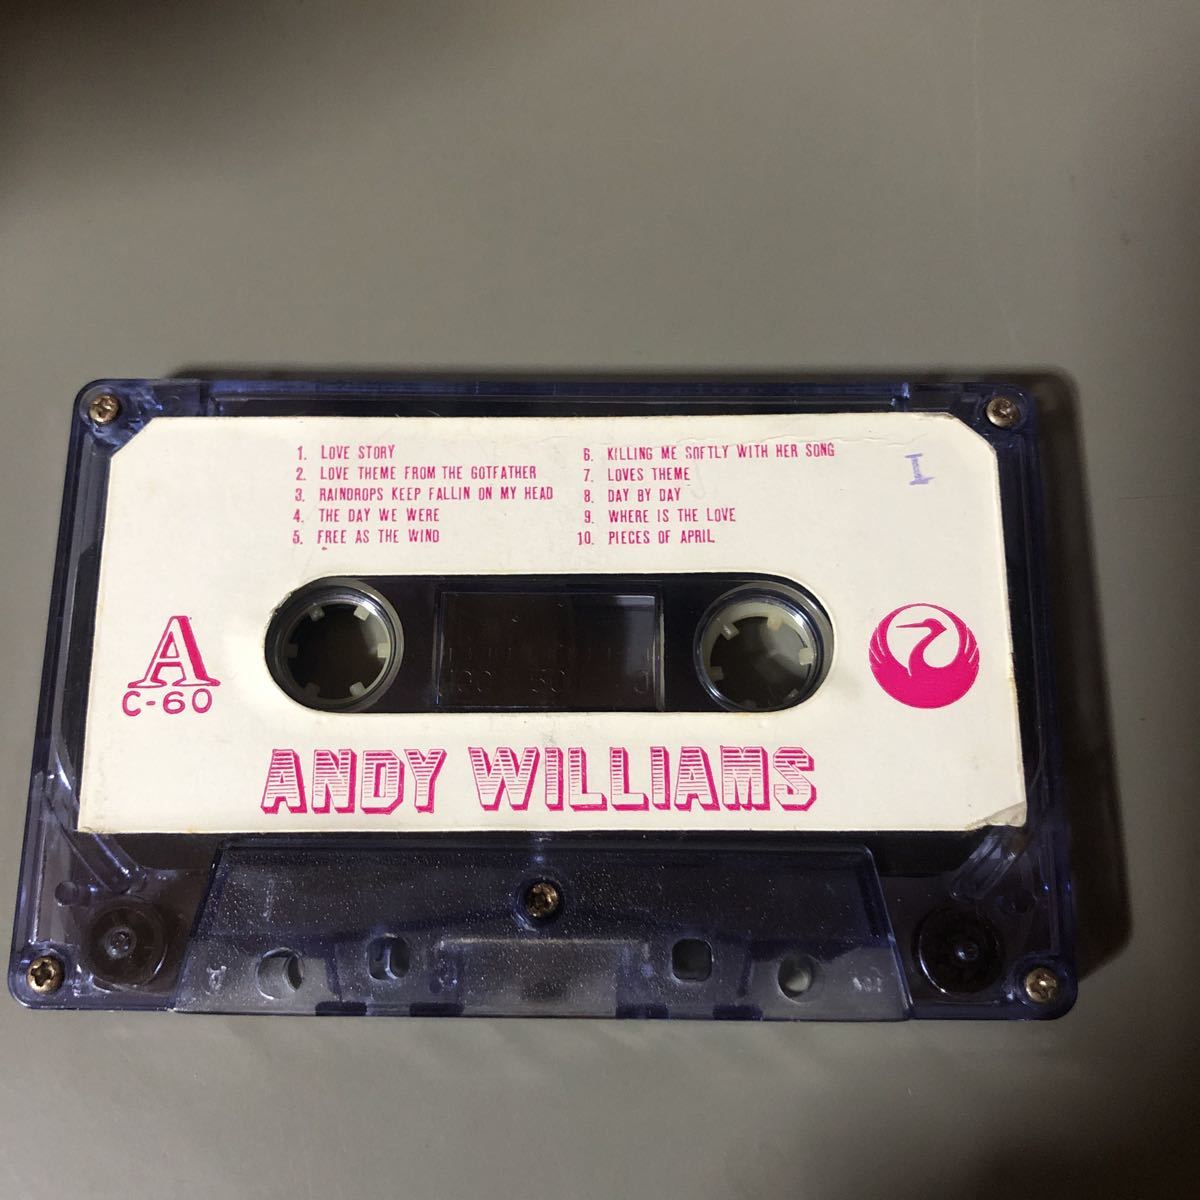 1. LOVE STORY
2. LOVE THEME FROM THE GOTFATHER
3. RAINDROPS KEEP FALLIN ON MY HEAD
4. THE DAY WE WERE
5. FREE AS THE WIND
6. KILLING ME SOFTLY WITH HER SONG
7. LOVES THEME
8. DAY BY DAY
9. WHERE IS THE LOVE
10. PIECES OF APRIL
I
A
C-60
ANDY WILLIAMS